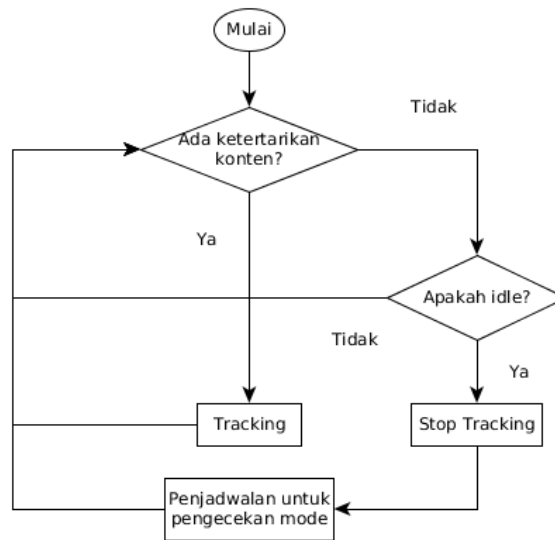 Mulai
Tidak
Ada ketertarikan
konten?
Ya
Apakah idle?
Tidak
Ya
Tracking
Stop Tracking
Penjadwalan untuk
pengecekan mode